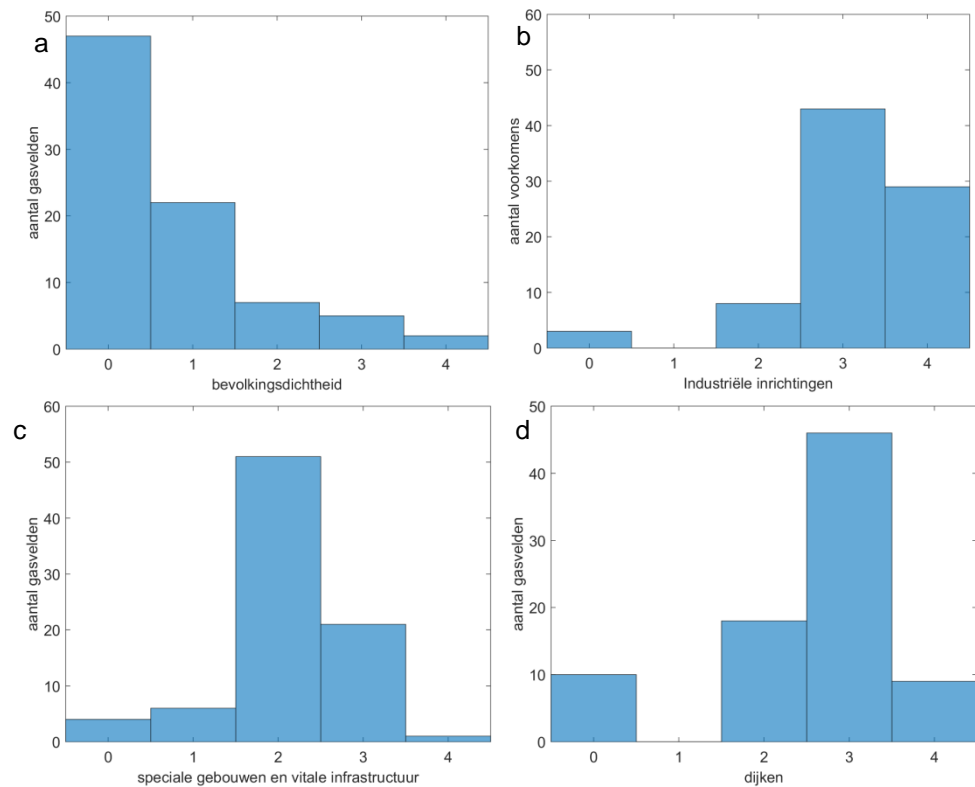 a
50
40
30
20
10
0
aantal gasvelden
0 1 2 3 4
bevolkingsdichtheid
b
60
50
40
30
20
10
0
aantal voorkomens
0 1 2 3 4
Industriële inrichtingen
c
60
50
40
30
20
10
0
aantal gasvelden
0 1 2 3 4
speciale gebouwen en vitale infrastructuur
d
50
40
30
20
10
0
aantal gasvelden
0 1 2 3 4
dijken